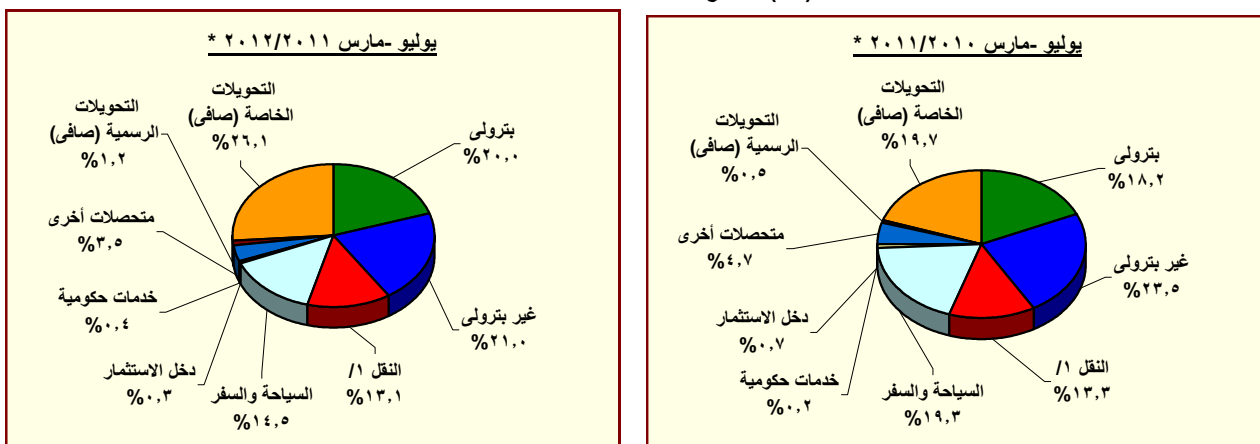 يوليو -مارس ٢٠١١/٢٠١٠ *
التحويلات
الخاصة (صافى)
%١٩,٧
التحويلات
الرسمية (صافى)
%٠,٥
بترولى
%١٨,٢
متحصلات أخرى
%٤,٧
غير بترولى
%٢٣,٥
دخل الاستثمار
%٠,٧
خدمات حكومية
%٠,٢
السياحة والسفر
%١٩,٣
النقل ١/
%١٣,٣
يوليو -مارس ٢٠١٢/٢٠١١ *
التحويلات
الخاصة (صافى)
%٢٦,١
التحويلات
الرسمية (صافى)
%١,٢
بترولى
%٢٠,٠
متحصلات أخرى
%٣,٥
خدمات حكومية
%٠,٤
غير بترولى
%٢١,٠
دخل الاستثمار
%٠,٣
السياحة والسفر
%١٤,٥
النقل ١/
%١٣,١